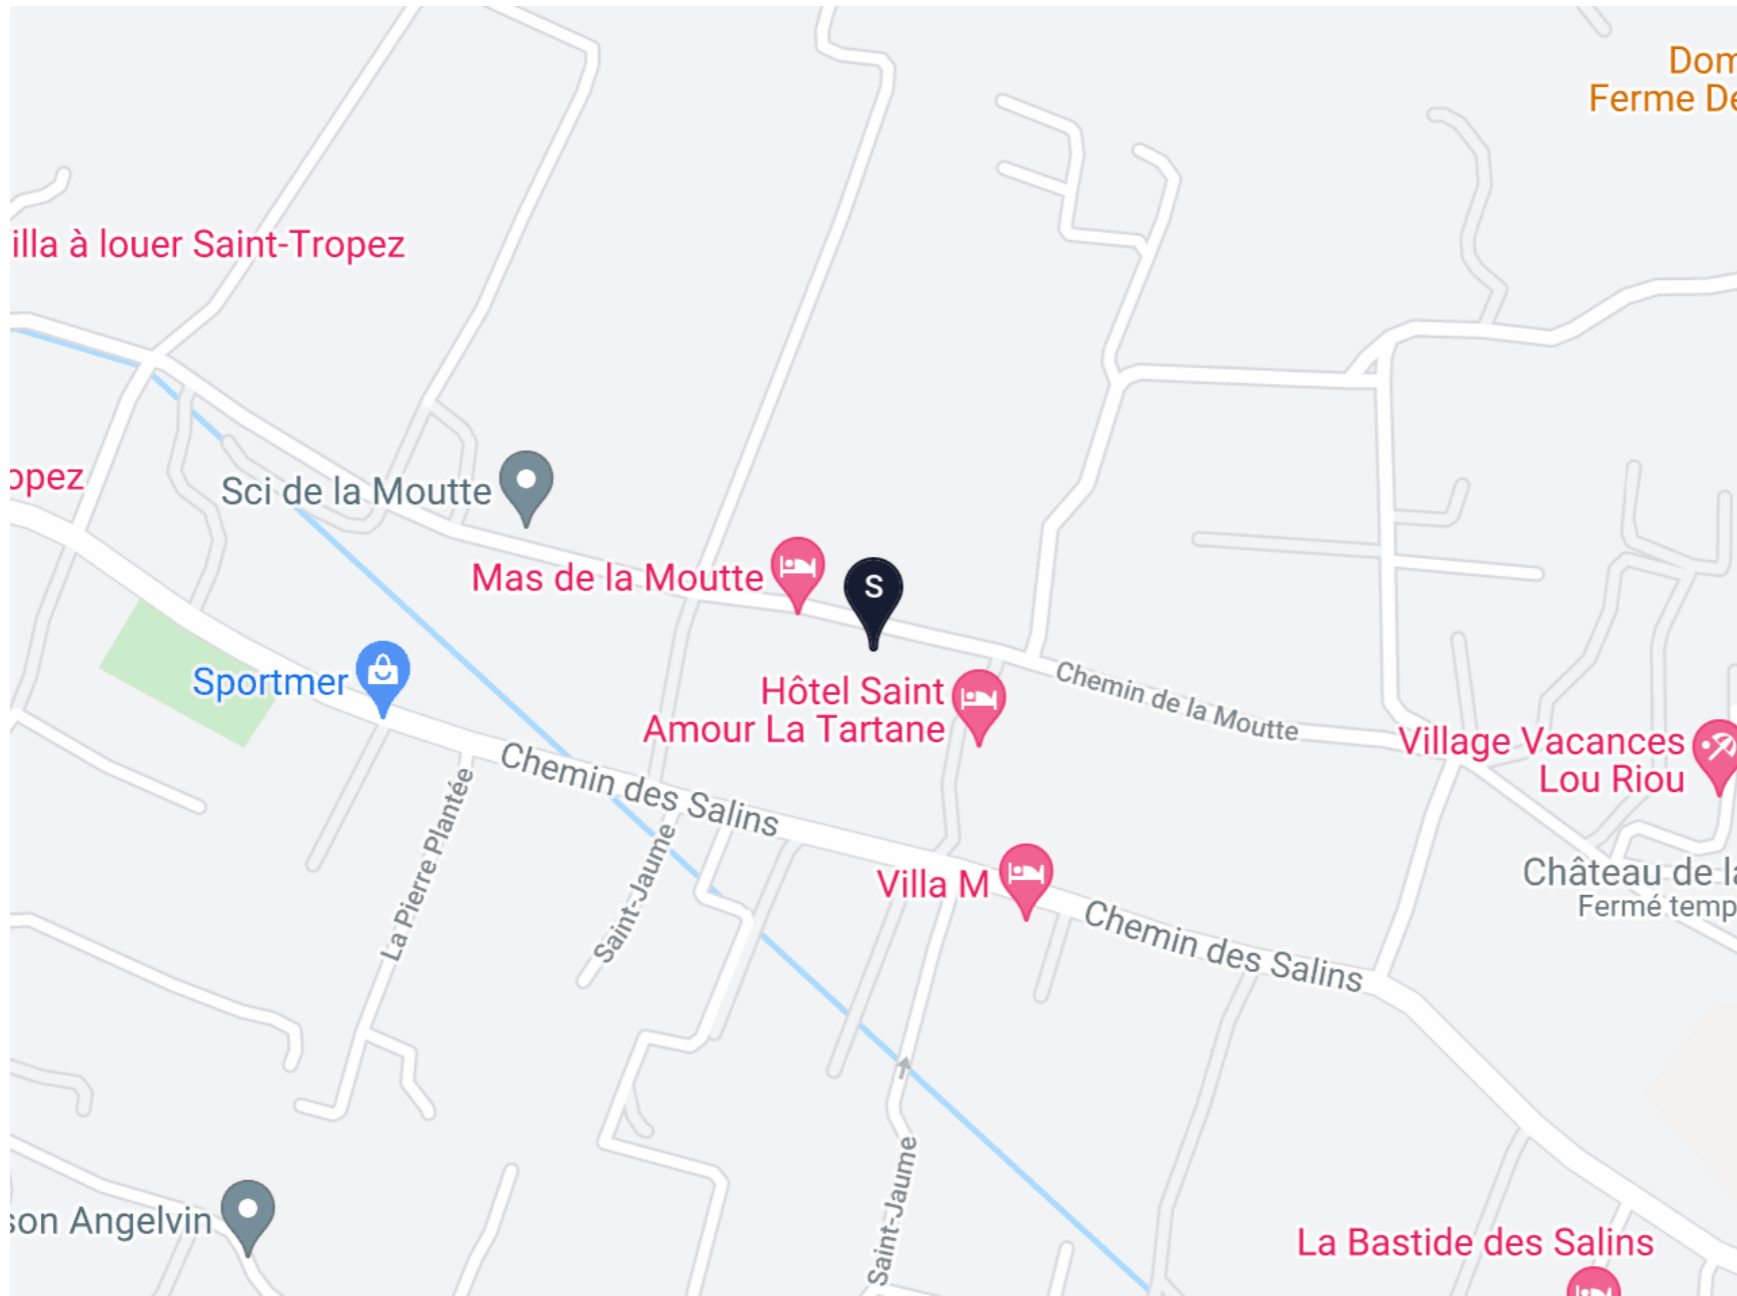 Dom
Ferme De
illa à louer Saint-Tropez
opez
Sci de la Moutte
Mas de la Moutte
S
Sportmer
Hôtel Saint
Amour La Tartane
Chemin de la Moutte
Village Vacances
Lou Riou
Chemin des Salins
La Pierre Plantée
Saint-Jaume
Villa M
Château de la
Fermé temp
Chemin des Salins
Saint-Jaume
son Angelvin
La Bastide des Salins